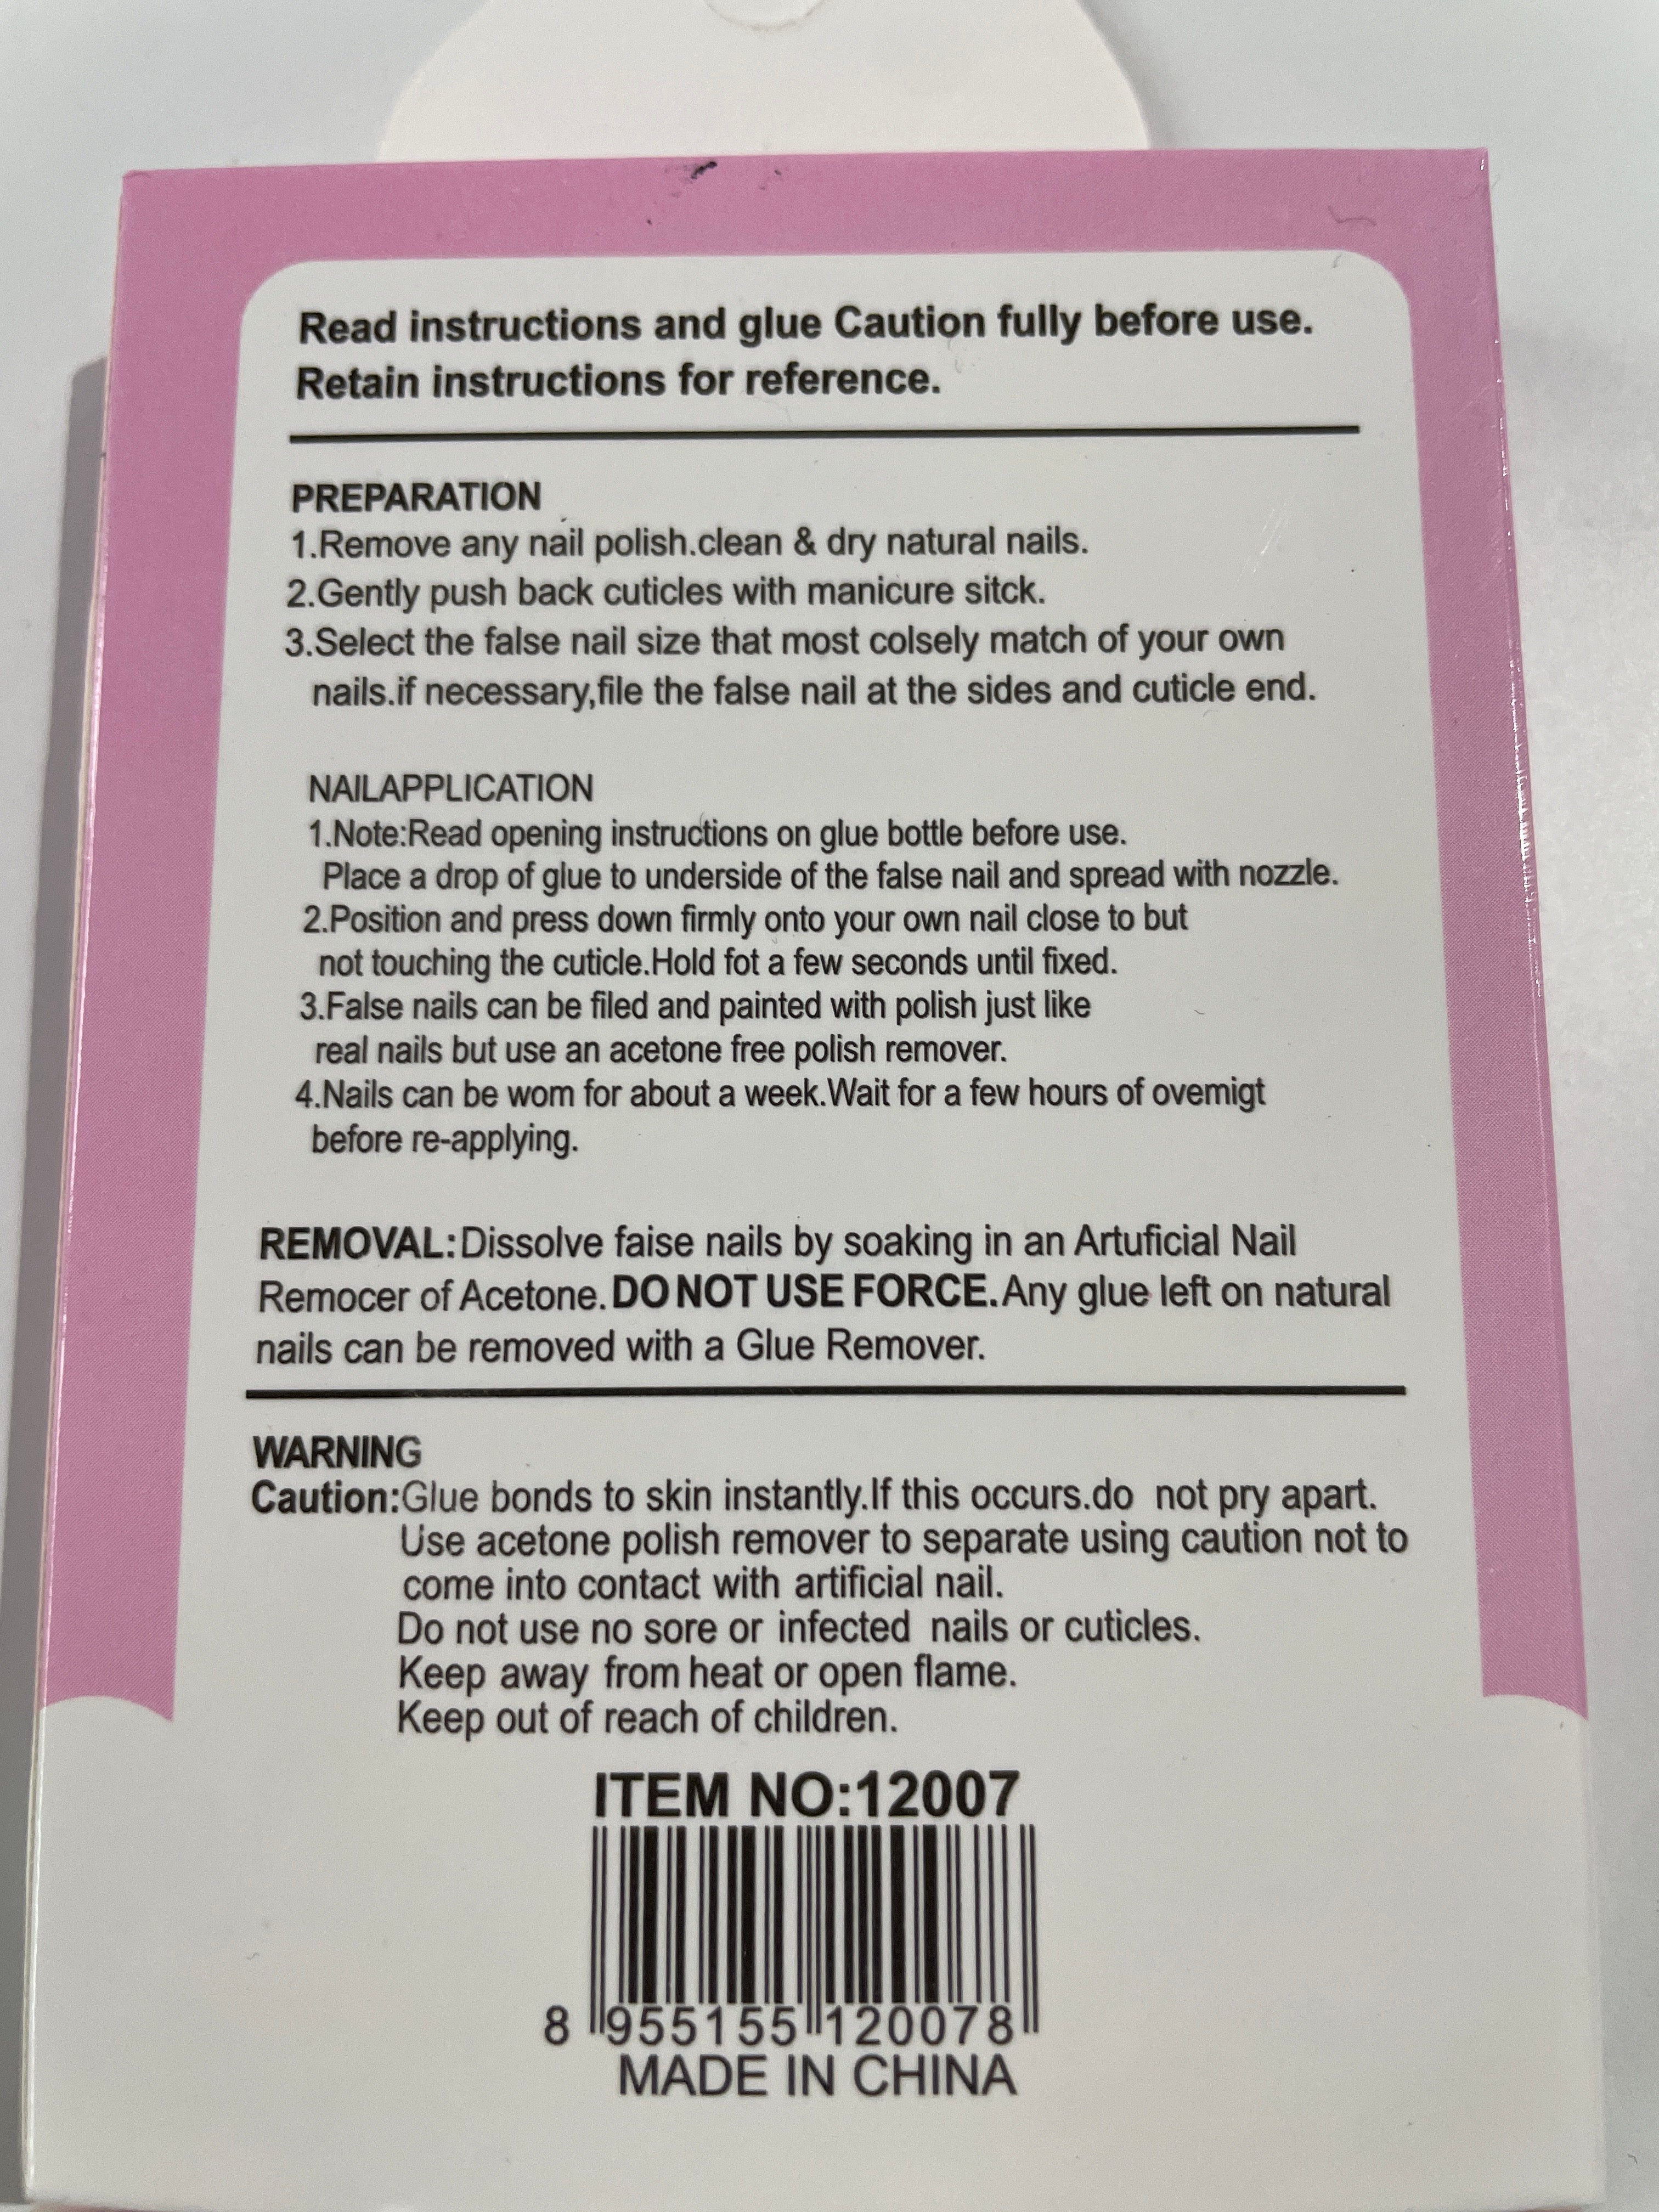 Read instructions and glue Caution fully before use.
Retain instructions for reference.
PREPARATION
1.Remove any nail polish.clean & dry natural nails.
2.Gently push back cuticles with manicure sitck.
3.Select the false nail size that most colsely match of your own
nails.if necessary,file the false nail at the sides and cuticle end.
NAILAPPLICATION
1.Note:Read opening instructions on glue bottle before use.
Place a drop of glue to underside of the false nail and spread with nozzle.
2.Position and press down firmly onto your own nail close to but
not touching the cuticle.Hold fot a few seconds until fixed.
3.False nails can be filed and painted with polish just like
real nails but use an acetone free polish remover.
4.Nails can be wom for about a week.Wait for a few hours of ovemigt
before re-applying.
REMOVAL:Dissolve faise nails by soaking in an Artuficial Nail
Remocer of Acetone.DO NOT USE FORCE.Any glue left on natural
nails can be removed with a Glue Remover.
WARNING
Caution:Glue bonds to skin instantly.If this occurs.do not pry apart.
Use acetone polish remover to separate using caution not to
come into contact with artificial nail.
Do not use no sore or infected nails or cuticles.
Keep away from heat or open flame.
Keep out of reach of children.
ITEM NO:12007
8 955155 120078
MADE IN CHINA